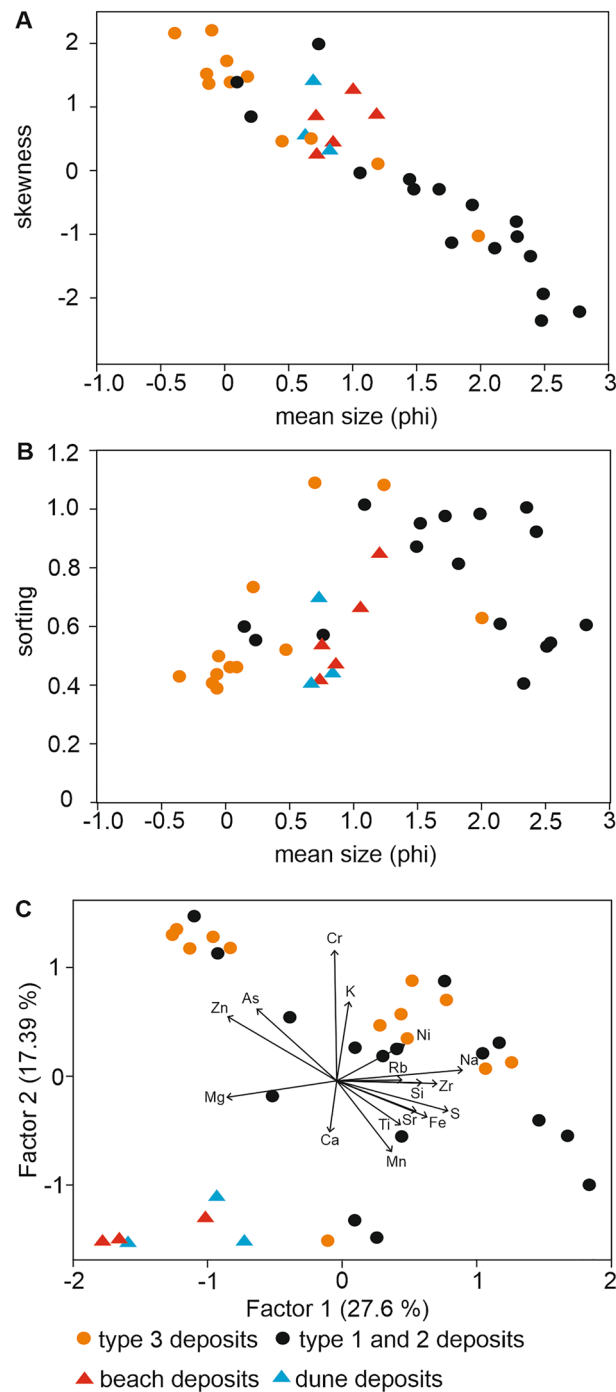 A
2
1
0
-1
-2
skewness
-1.0 -0.5 0 0.5 1.0 1.5 2.0 2.5 3
mean size (phi)
B
1.2
1.0
0.8
0.6
0.4
0.2
0
sorting
-1.0 -0.5 0 0.5 1.0 1.5 2.0 2.5 3
mean size (phi)
C
1
0
-1
Factor 2 (17.39 %)
Cr
K
As
Zn
Ni
Na
Rb
Zr
Si
Mg
S
Sr
Fe
Ti
Ca
Mn
-2 -1 0 1 2
Factor 1 (27.6 %)
type 3 deposits type 1 and 2 deposits
beach deposits dune deposits